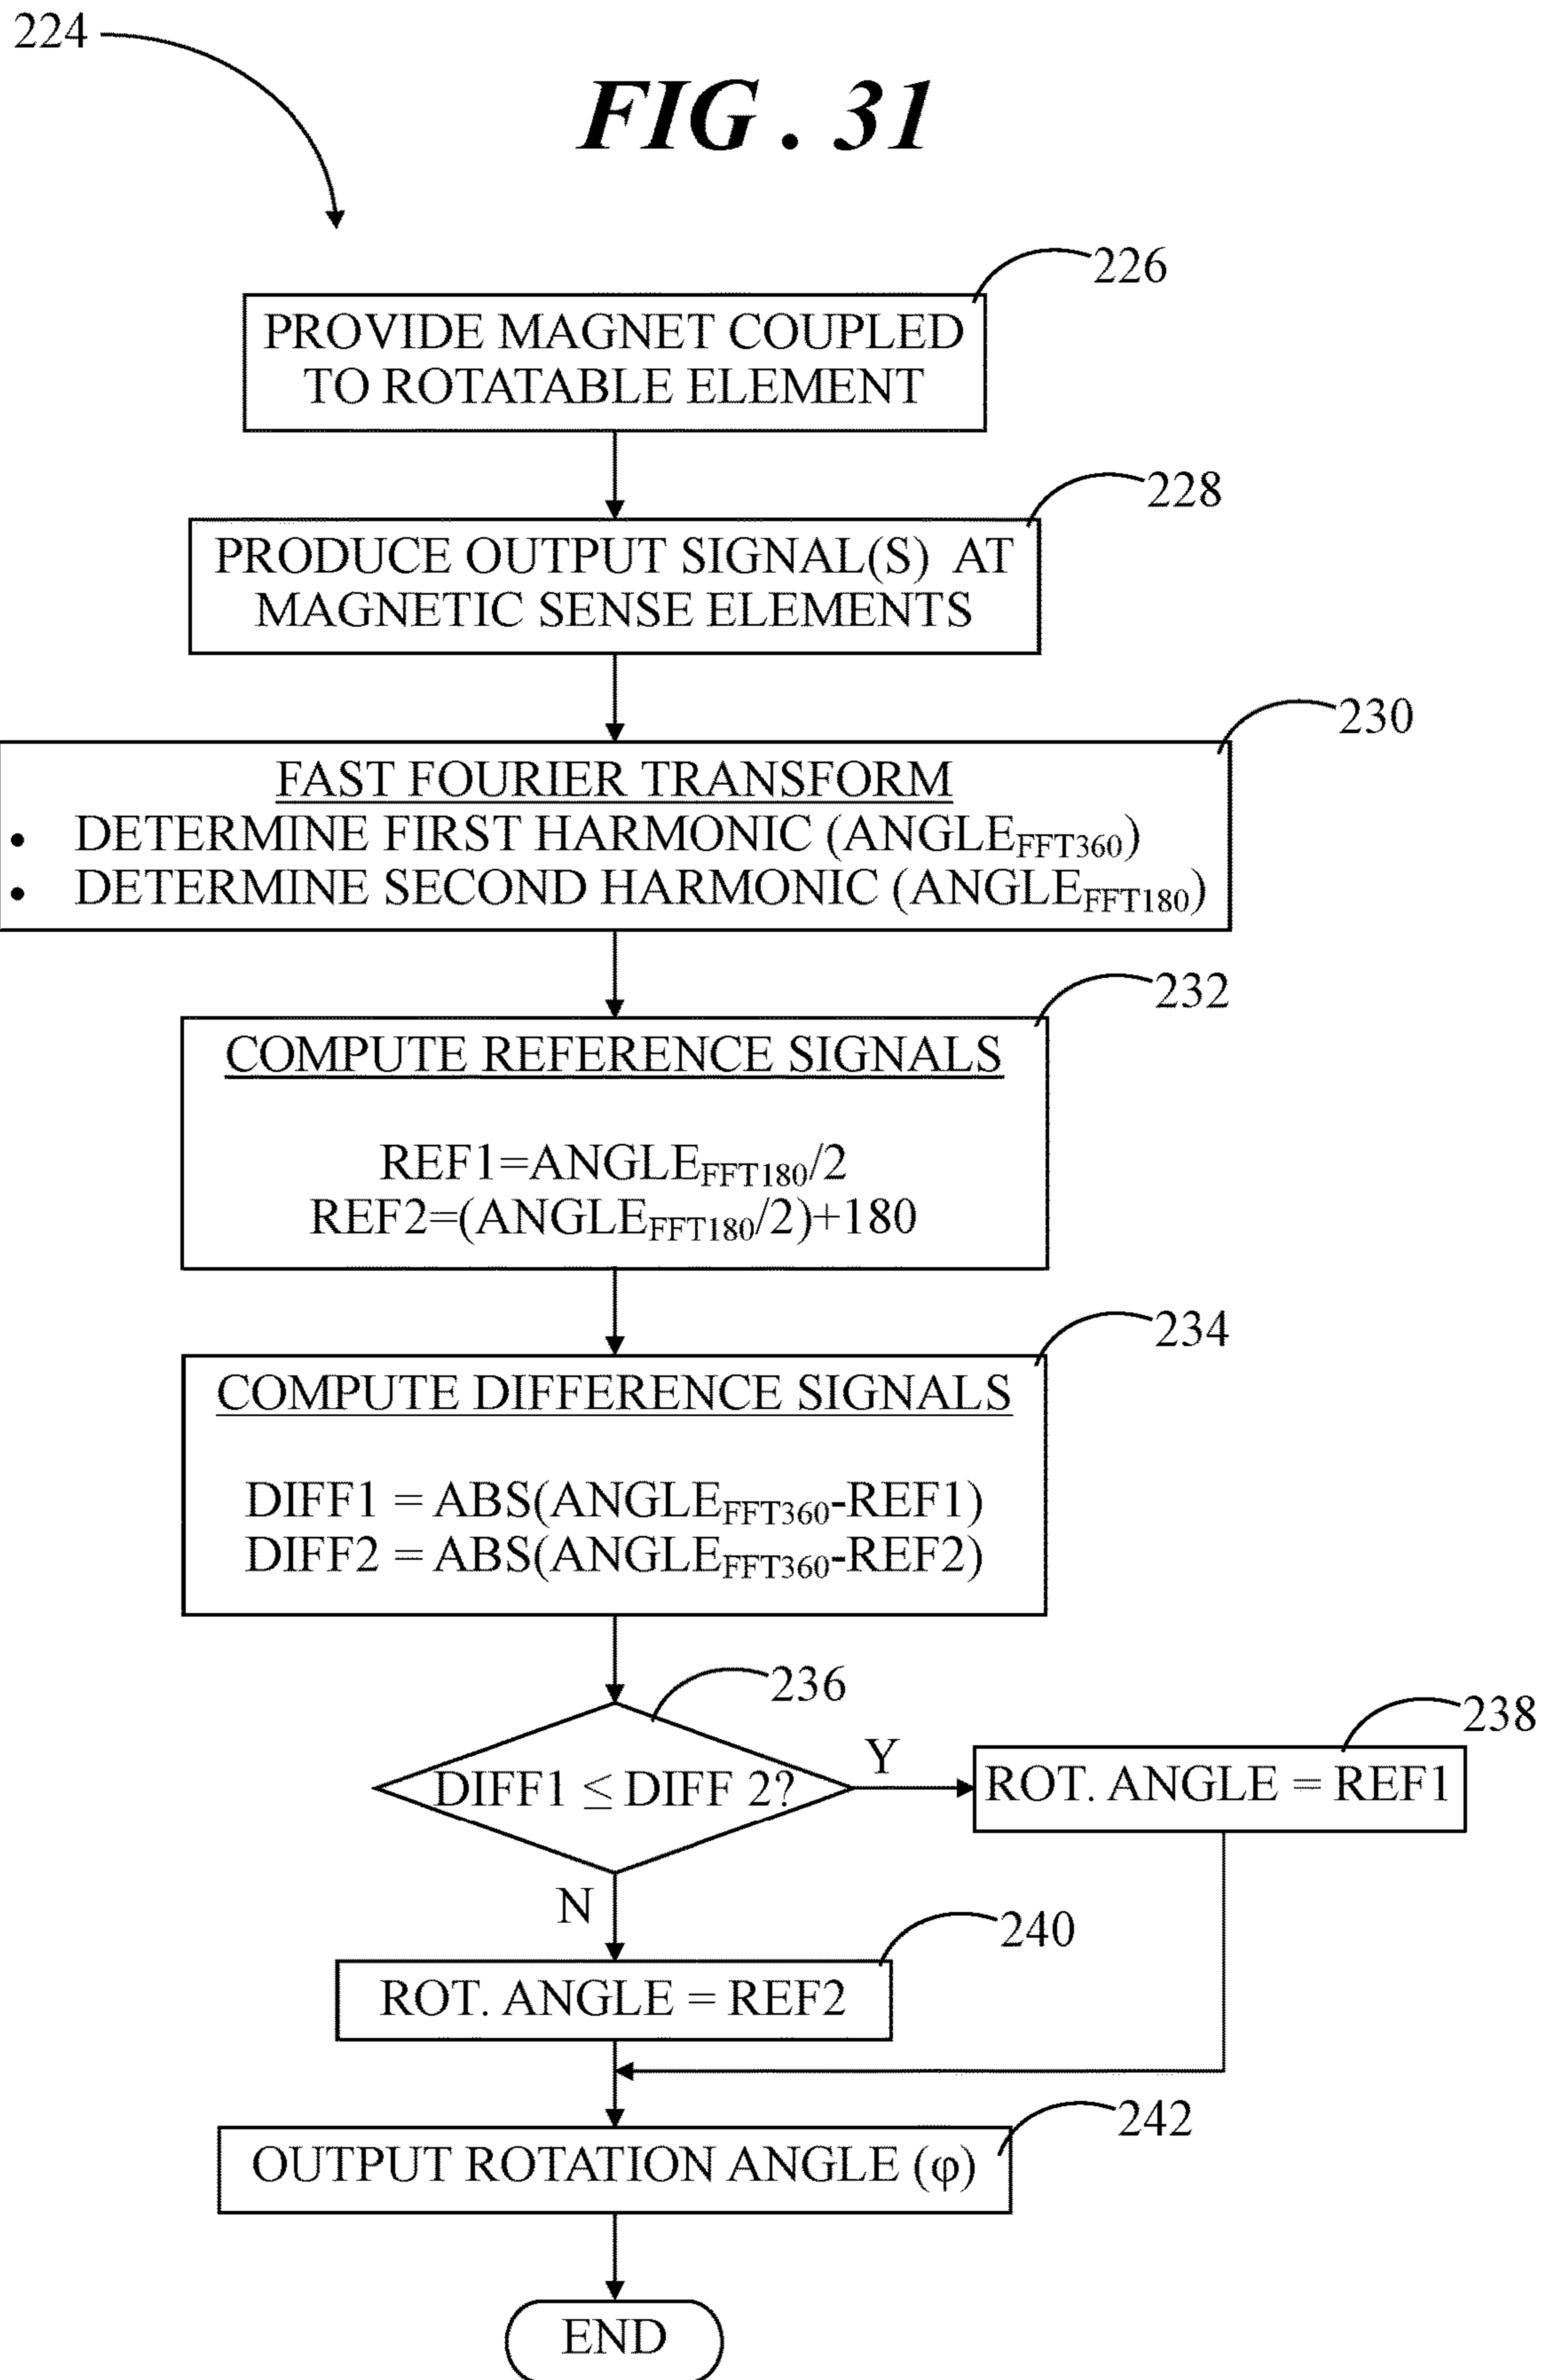 224
FIG . 31
226
PROVIDE MAGNET COUPLED
TO ROTATABLE ELEMENT
228
PRODUCE OUTPUT SIGNAL(S) AT
MAGNETIC SENSE ELEMENTS
230
FAST FOURIER TRANSFORM
• DETERMINE FIRST HARMONIC (ANGLEFFT360)
• DETERMINE SECOND HARMONIC (ANGLEFFT180)
232
COMPUTE REFERENCE SIGNALS
REF1=ANGLEFFT180/2
REF2=(ANGLEFFT180/2)+180
234
COMPUTE DIFFERENCE SIGNALS
DIFF1 = ABS(ANGLEFFT360-REF1)
DIFF2 = ABS(ANGLEFFT360-REF2)
236
238
DIFF1 ≤ DIFF 2?
Y
ROT. ANGLE = REF1
N
240
ROT. ANGLE = REF2
242
OUTPUT ROTATION ANGLE (φ)
END